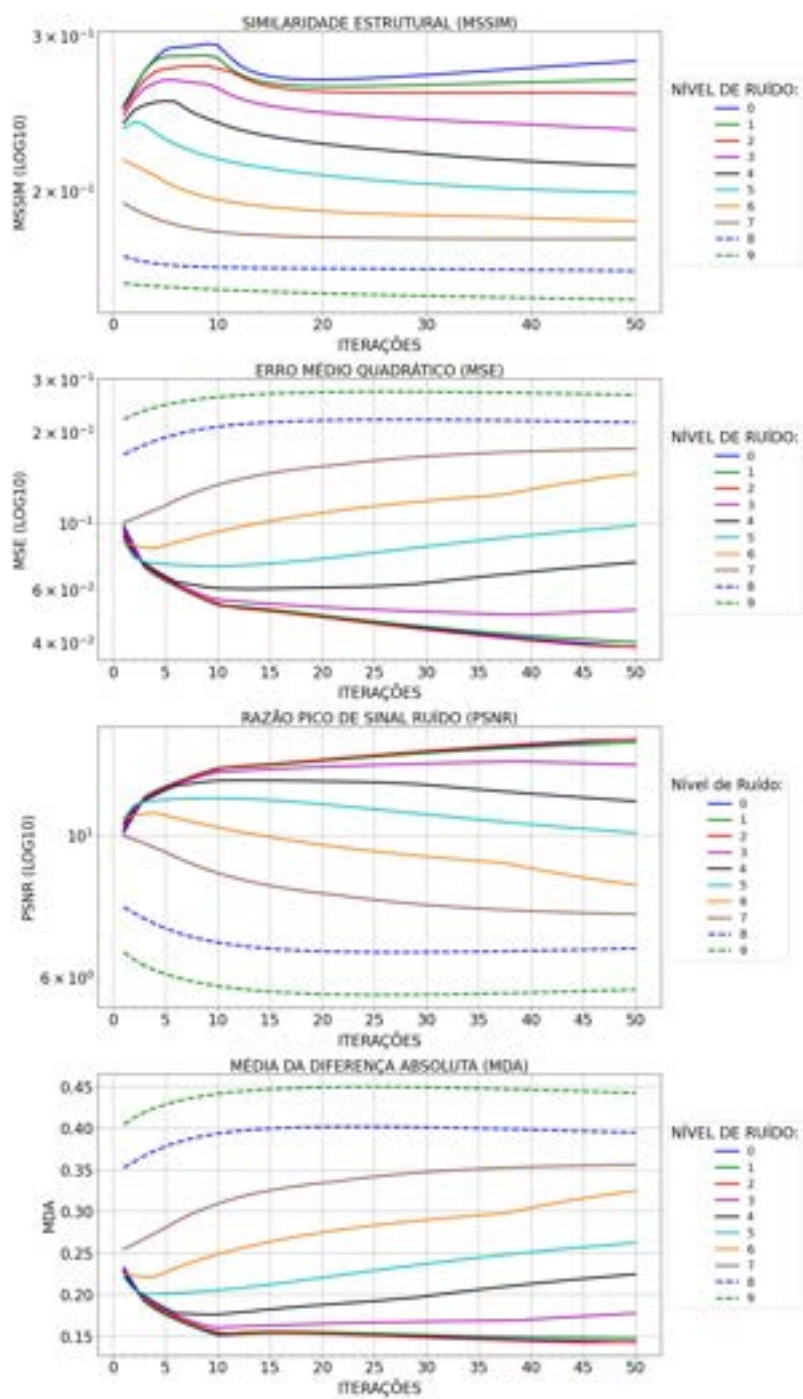 SIMILARIDADE ESTRUTURAL (MSSIM)
3 × 10⁻¹
2 × 10⁻¹
MSSIM (LOG10)
0 5 10 15 20 25 30 35 40 45 50
ITERAÇÕES
NÍVEL DE RUÍDO:
0
1
2
3
4
5
6
7
8
9
ERRO MÉDIO QUADRÁTICO (MSE)
3 × 10⁻¹
2 × 10⁻¹
10⁻¹
6 × 10⁻²
4 × 10⁻²
MSE (LOG10)
0 5 10 15 20 25 30 35 40 45 50
ITERAÇÕES
NÍVEL DE RUÍDO:
0
1
2
3
4
5
6
7
8
9
RAZÃO PICO DE SINAL RUÍDO (PSNR)
10¹
6 × 10⁰
PSNR (LOG10)
0 5 10 15 20 25 30 35 40 45 50
ITERAÇÕES
Nível de Ruído:
0
1
2
3
4
5
6
7
8
9
MÉDIA DA DIFERENÇA ABSOLUTA (MDA)
0.45
0.40
0.35
0.30
0.25
0.20
0.15
MDA
0 5 10 15 20 25 30 35 40 45 50
ITERAÇÕES
NÍVEL DE RUÍDO:
0
1
2
3
4
5
6
7
8
9